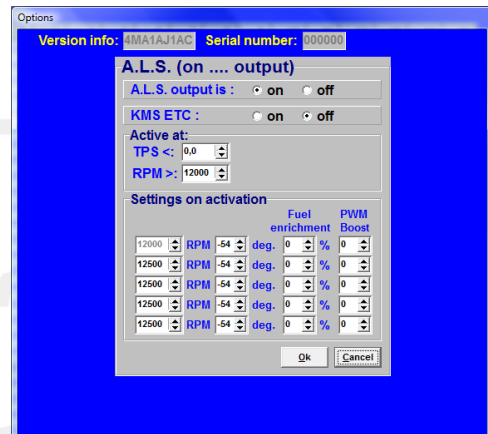 Options
Version info: 4MA1AJ1AC Serial number: 000000
A.L.S. (on .... output)
A.L.S. output is : on off
KMS ETC : on off
Active at:
TPS <: 0,0
RPM >: 12000
Settings on activation
Fuel PWM
enrichment Boost
12000 RPM -54 deg. 0 % 0
12500 RPM -54 deg. 0 % 0
12500 RPM -54 deg. 0 % 0
12500 RPM -54 deg. 0 % 0
12500 RPM -54 deg. 0 % 0
Ok Cancel